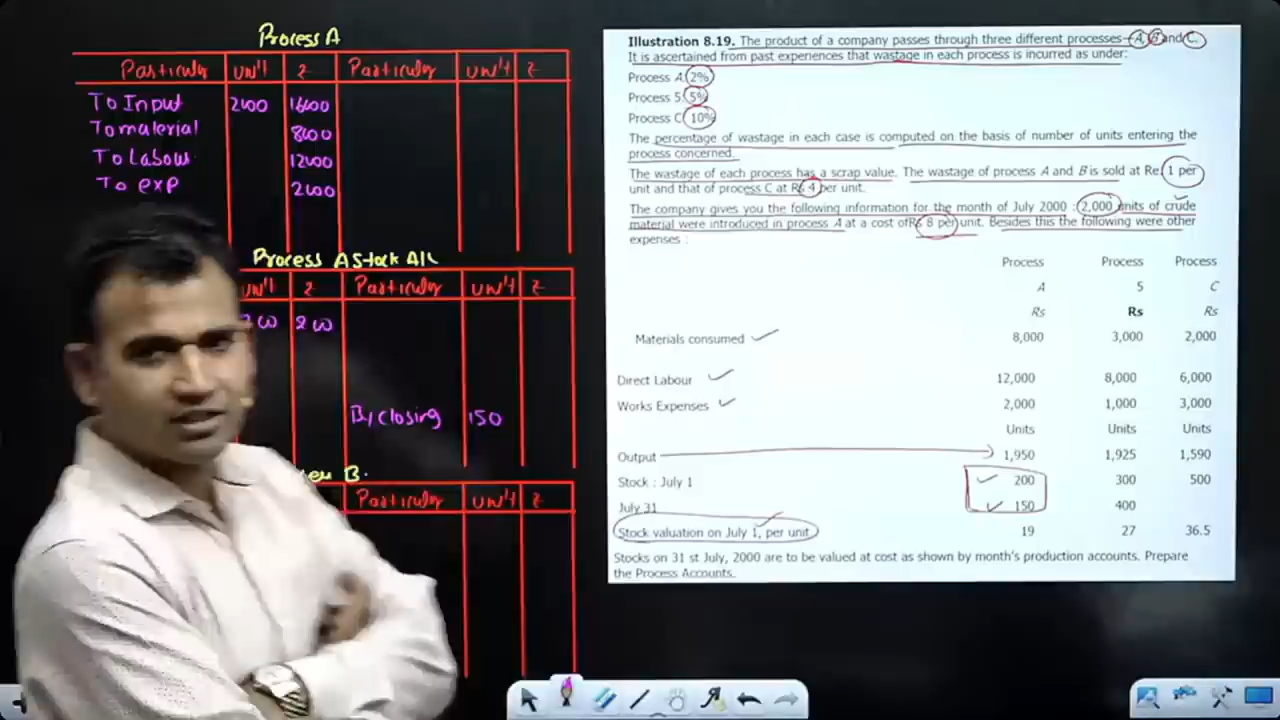 Process A
Particular Unit ₹ Particular Unit ₹
To Input 2000 16000
To material 8000
To Labour 12000
To exp 2000
Process A Stock A/c
Unit ₹ Particular Unit ₹
200
By closing 150
B.
Particular Unit ₹
Illustration 8.19. The product of a company passes through three different processes—A, B and C.
It is ascertained from past experiences that wastage in each process is incurred as under:
Process A: 2%
Process 5: 5%
Process C: 10%
The percentage of wastage in each case is computed on the basis of number of units entering the
process concerned.
The wastage of each process has a scrap value. The wastage of process A and B is sold at Re. 1 per
unit and that of process C at Rs 4 per unit.
The company gives you the following information for the month of July 2000 : 2,000 units of crude
material were introduced in process A at a cost of Rs 8 per unit. Besides this the following were other
expenses :
Process Process Process
A 5 C
Rs Rs Rs
Materials consumed 8,000 3,000 2,000
Direct Labour 12,000 8,000 6,000
Works Expenses 2,000 1,000 3,000
Units Units Units
Output 1,950 1,925 1,590
Stock : July 1 200 300 500
July 31 150 400
Stock valuation on July 1, per unit 19 27 36.5
Stocks on 31 st July, 2000 are to be valued at cost as shown by month's production accounts. Prepare
the Process Accounts.